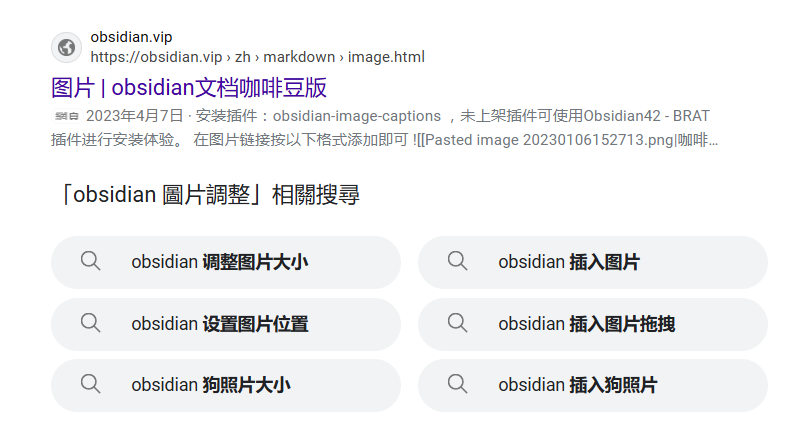 obsidian.vip
https://obsidian.vip › zh › markdown › image.html
图片 | obsidian文档咖啡豆版
2023年4月7日 · 安装插件：obsidian-image-captions ，未上架插件可使用Obsidian42 - BRAT
插件进行安装体验。 在图片链接按以下格式添加即可 ![[Pasted image 20230106152713.png|咖啡...
「obsidian 圖片調整」相關搜尋
obsidian 调整图片大小
obsidian 插入图片
obsidian 设置图片位置
obsidian 插入图片拖拽
obsidian 狗照片大小
obsidian 插入狗照片